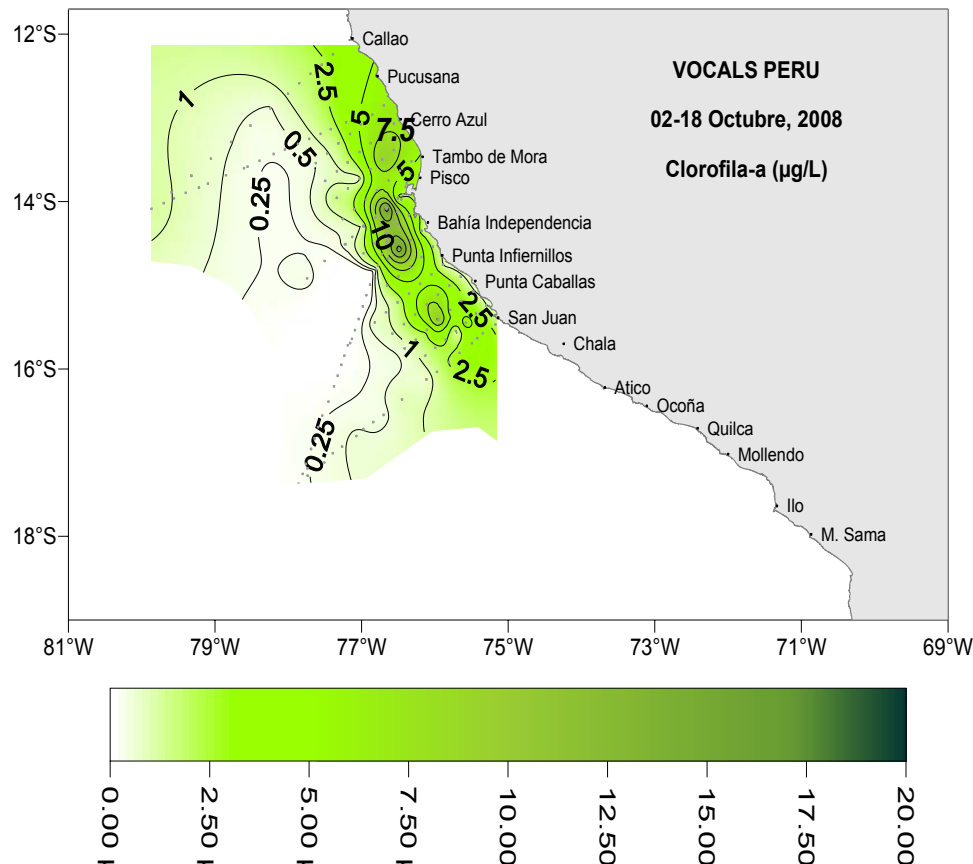 12°S
14°S
16°S
18°S
Callao
Pucusana
Cerro Azul
Tambo de Mora
Pisco
Bahía Independencia
Punta Infiernillos
Punta Caballas
San Juan
Chala
Atico
Ocoña
Quilca
Mollendo
Ilo
M. Sama
VOCALS PERU
02-18 Octubre, 2008
Clorofila-a (µg/L)
1
2.5
5
7.5
0.5
5
0.25
10
2.5
1
2.5
0.25
81°W 79°W 77°W 75°W 73°W 71°W 69°W
0.00
2.50
5.00
7.50
10.00
12.50
15.00
17.50
20.00